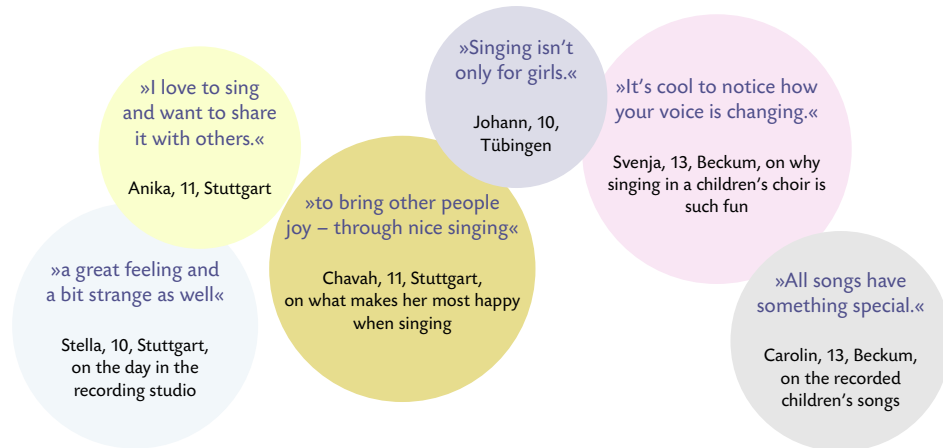 »a great feeling and
a bit strange as well«
Stella, 10, Stuttgart,
on the day in the
recording studio
»I love to sing
and want to share
it with others.«
Anika, 11, Stuttgart
»to bring other people
joy – through nice singing«
Chavah, 11, Stuttgart,
on what makes her most happy
when singing
»Singing isn’t
only for girls.«
Johann, 10,
Tübingen
»It’s cool to notice how
your voice is changing.«
Svenja, 13, Beckum, on why
singing in a children’s choir is
such fun
»All songs have
something special.«
Carolin, 13, Beckum,
on the recorded
children’s songs